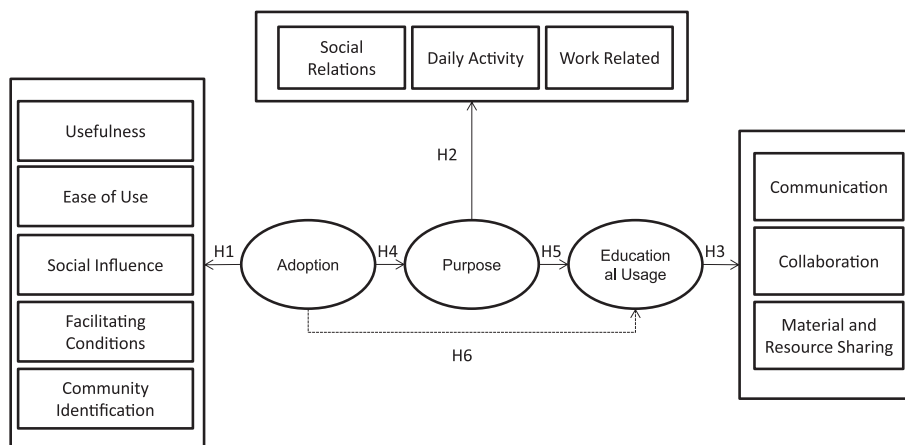 Social
Relations
Daily Activity
Work Related
Usefulness
Ease of Use
Social Influence
Facilitating
Conditions
Community
Identification
H2
H1
Adoption
H4
Purpose
H5
Education
al Usage
H3
H6
Communication
Collaboration
Material and
Resource Sharing